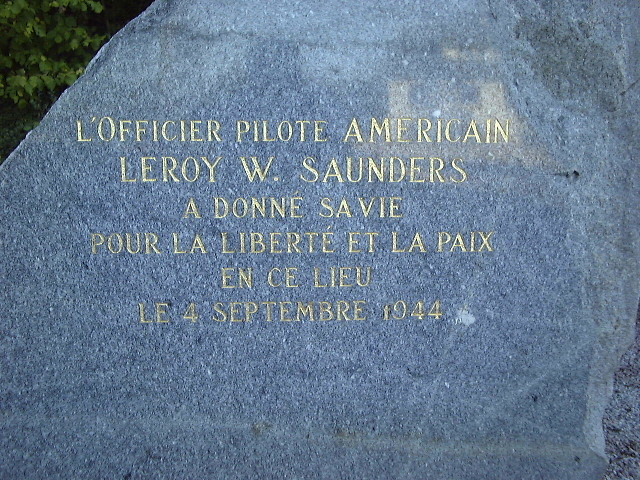 L'OFFICIER PILOTE AMERICAIN
LEROY W. SAUNDERS
A DONNÉ SA VIE
POUR LA LIBERTÉ ET LA PAIX
EN CE LIEU
LE 4 SEPTEMBRE 1944